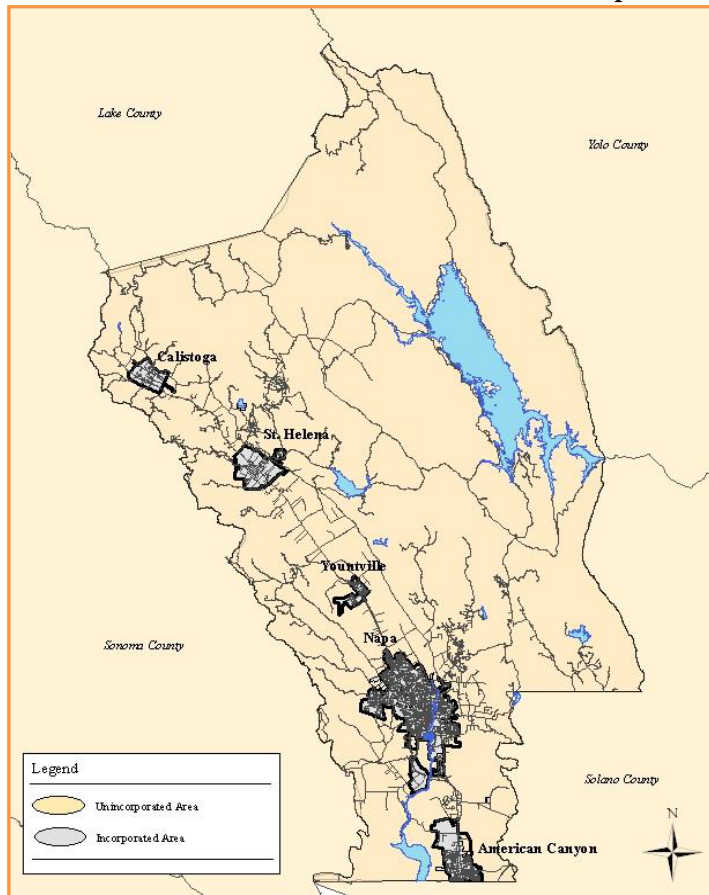 Lake County
Yolo County
Calistoga
St. Helena
Yountville
Napa
Sonoma County
Solano County
American Canyon
N
Legend
Unincorporated Area
Incorporated Area